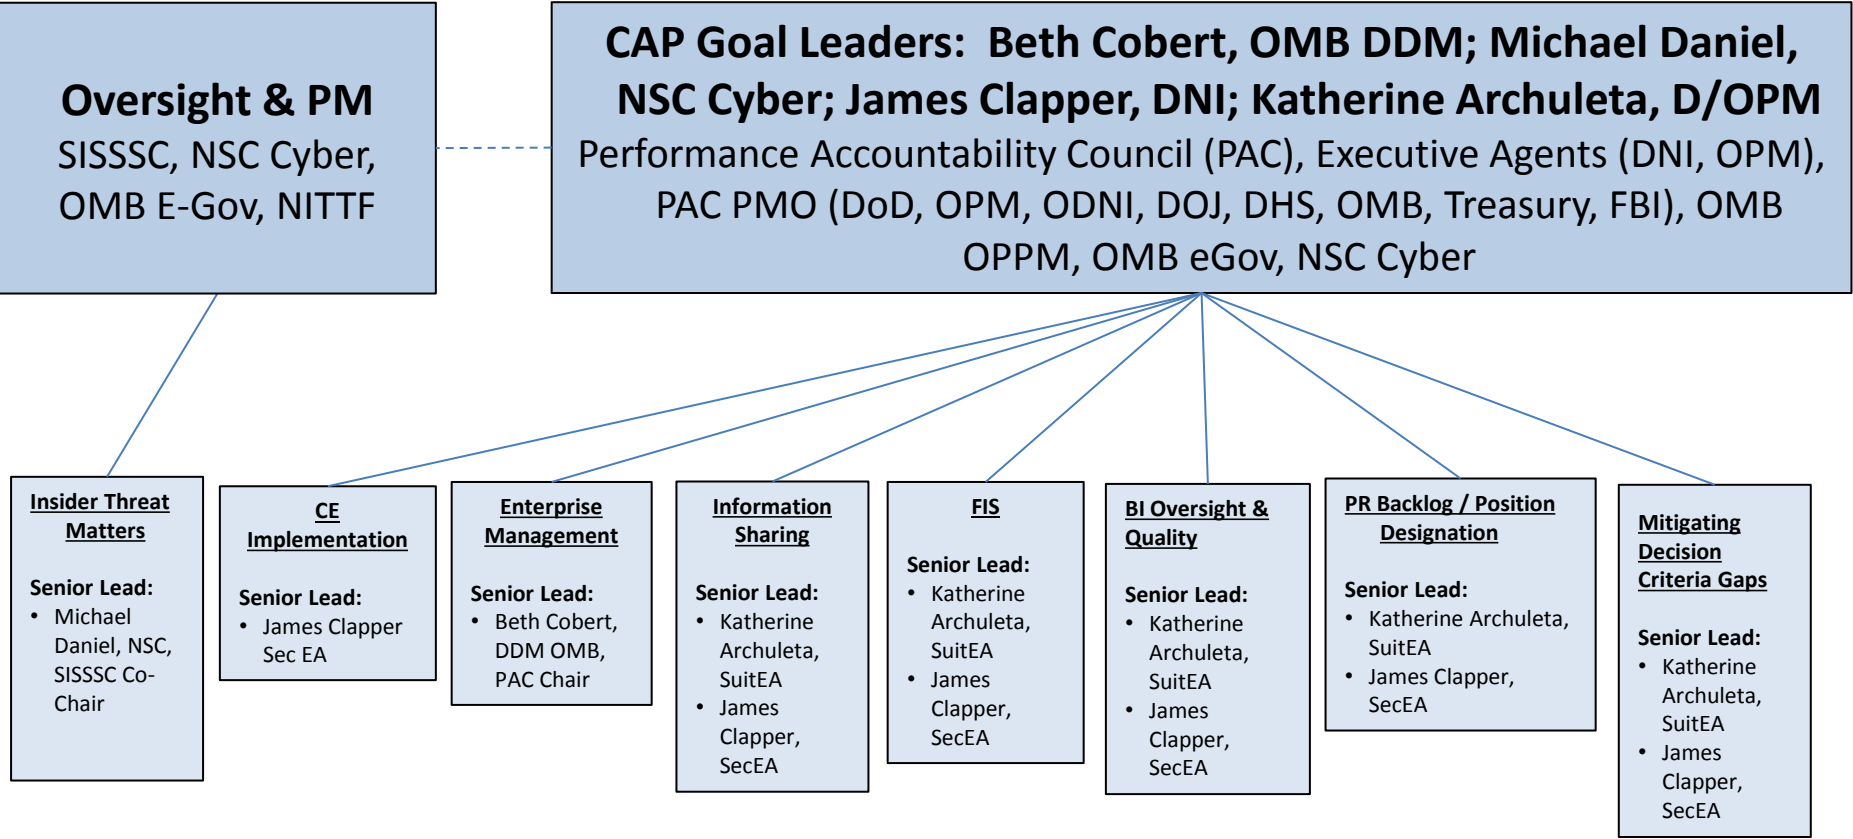 Oversight & PM
SISSSC, NSC Cyber,
OMB E-Gov, NITTF
CAP Goal Leaders: Beth Cobert, OMB DDM; Michael Daniel,
NSC Cyber; James Clapper, DNI; Katherine Archuleta, D/OPM
Performance Accountability Council (PAC), Executive Agents (DNI, OPM),
PAC PMO (DoD, OPM, ODNI, DOJ, DHS, OMB, Treasury, FBI), OMB
OPPM, OMB eGov, NSC Cyber
Insider Threat
Matters
Senior Lead:
• Michael
Daniel, NSC,
SISSSC Co-
Chair
CE
Implementation
Senior Lead:
• James Clapper
Sec EA
Enterprise
Management
Senior Lead:
• Beth Cobert,
DDM OMB,
PAC Chair
Information
Sharing
Senior Lead:
• Katherine
Archuleta,
SuitEA
• James
Clapper,
SecEA
FIS
Senior Lead:
• Katherine
Archuleta,
SuitEA
• James
Clapper,
SecEA
BI Oversight &
Quality
Senior Lead:
• Katherine
Archuleta,
SuitEA
• James
Clapper,
SecEA
PR Backlog / Position
Designation
Senior Lead:
• Katherine Archuleta,
SuitEA
• James Clapper,
SecEA
Mitigating
Decision
Criteria Gaps
Senior Lead:
• Katherine
Archuleta,
SuitEA
• James
Clapper,
SecEA